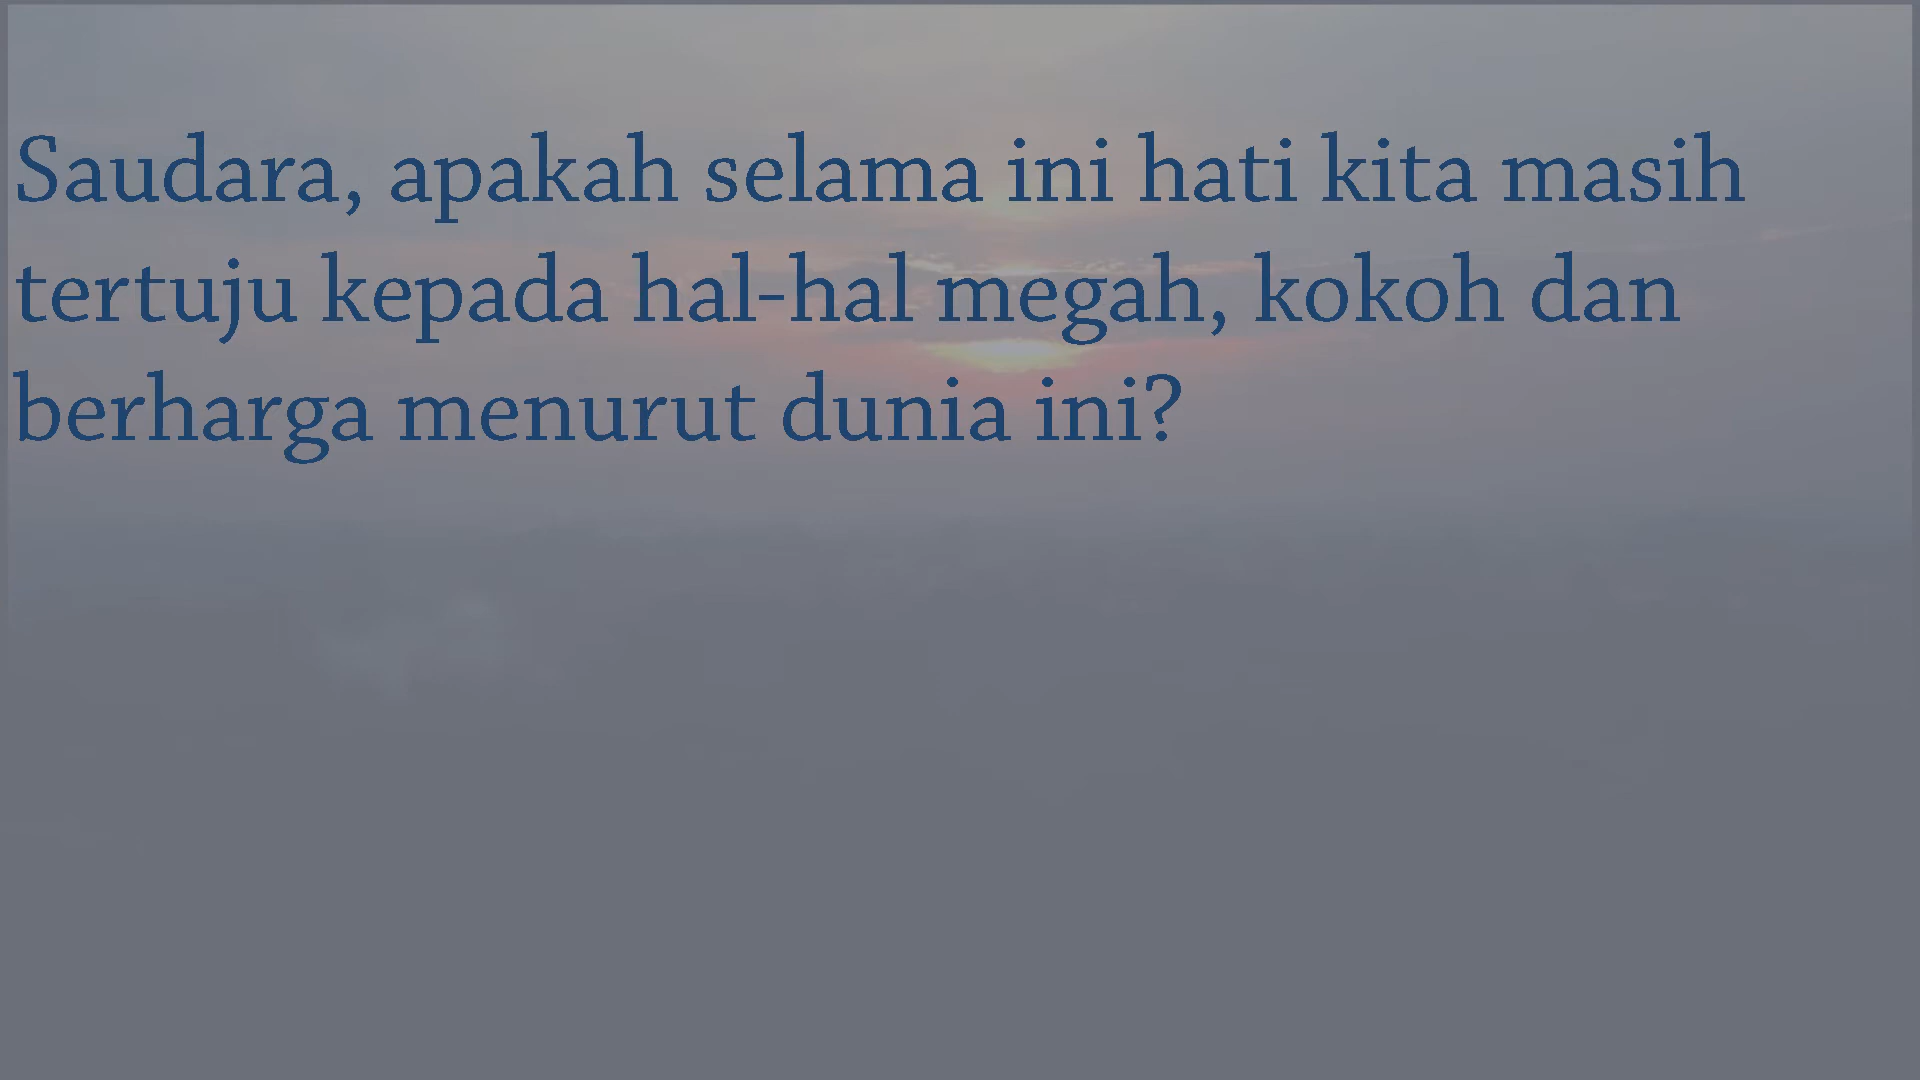 Saudara, apakah selama ini hati kita masih
tertuju kepada hal-hal megah, kokoh dan
berharga menurut dunia ini?